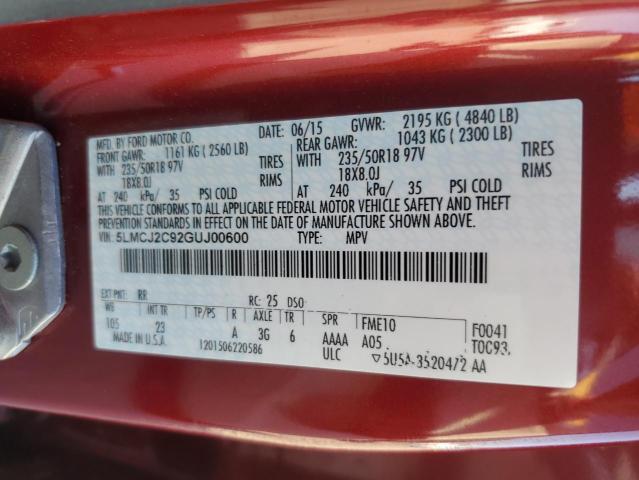 MFD. BY FORD MOTOR CO. DATE: 06/15 GVWR: 2195 KG ( 4840 LB)
FRONT GAWR: 1161 KG ( 2560 LB) REAR GAWR: 1043 KG ( 2300 LB)
WITH 235/50R18 97V TIRES WITH 235/50R18 97V TIRES
18X8.0J RIMS 18X8.0J RIMS
AT 240 kPa/ 35 PSI COLD AT 240 kPa/ 35 PSI COLD
THIS VEHICLE CONFORMS TO ALL APPLICABLE FEDERAL MOTOR VEHICLE SAFETY AND THEFT
PREVENTION STANDARDS IN EFFECT ON THE DATE OF MANUFACTURE SHOWN ABOVE.
VIN: 5LMCJ2C92GUJ00600 TYPE: MPV
EXT PNT: RR RC: 25 DSO:
WB INT TR TP/PS R AXLE TR SPR FME10 F0041
105 23 A 3G 6 AAAA A05 T0C93
MADE IN U.S.A. 1201506220586 ULC 5U5A-3520472 AA